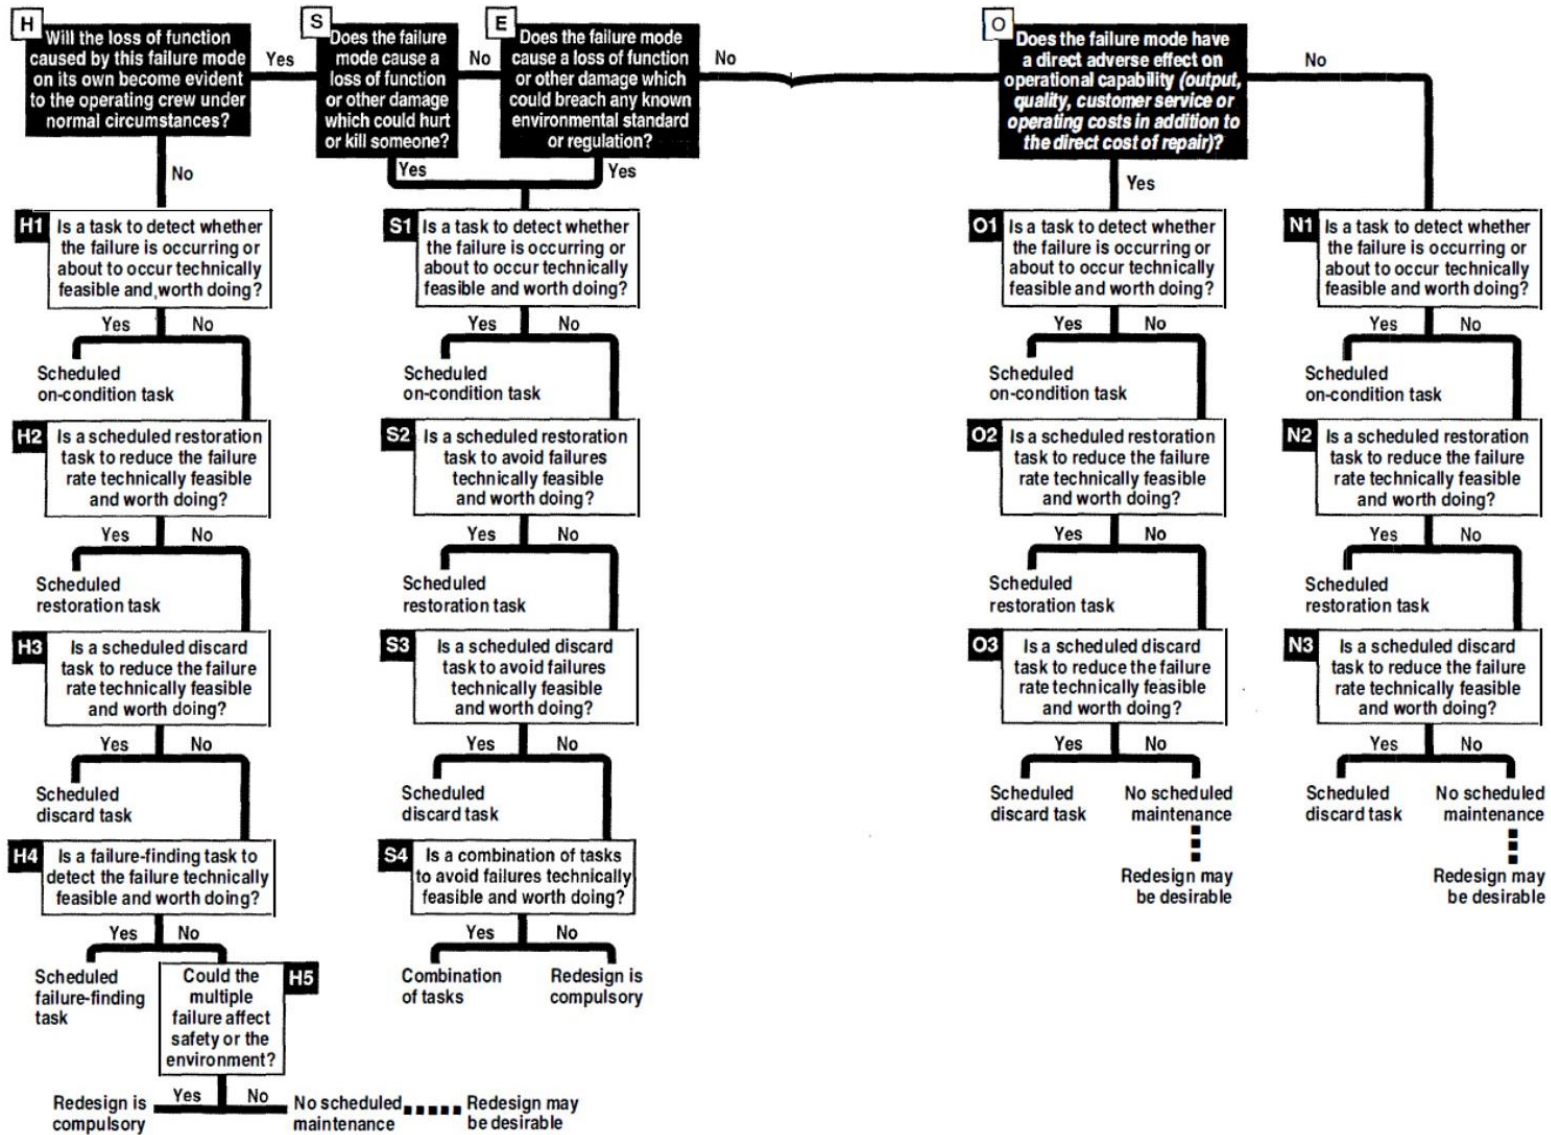 H
Will the loss of function
caused by this failure mode
on its own become evident
to the operating crew under
normal circumstances?
Yes
No
S
Does the failure
mode cause a
loss of function
or other damage
which could hurt
or kill someone?
No
Yes
E
Does the failure mode
cause a loss of function
or other damage which
could breach any known
environmental standard
or regulation?
No
Yes
O
Does the failure mode have
a direct adverse effect on
operational capability (output,
quality, customer service or
operating costs in addition to
the direct cost of repair)?
No
Yes
H1
Is a task to detect whether
the failure is occurring or
about to occur technically
feasible and worth doing?
Yes
No
Scheduled
on-condition task
H2
Is a scheduled restoration
task to reduce the failure
rate technically feasible
and worth doing?
Yes
No
Scheduled
restoration task
H3
Is a scheduled discard
task to reduce the failure
rate technically feasible
and worth doing?
Yes
No
Scheduled
discard task
H4
Is a failure-finding task to
detect the failure technically
feasible and worth doing?
Yes
No
Scheduled
failure-finding
task
H5
Could the
multiple
failure affect
safety or the
environment?
Yes
No
Redesign is
compulsory
No scheduled
maintenance
Redesign may
be desirable
S1
Is a task to detect whether
the failure is occurring or
about to occur technically
feasible and worth doing?
Yes
No
Scheduled
on-condition task
S2
Is a scheduled restoration
task to avoid failures
technically feasible
and worth doing?
Yes
No
Scheduled
restoration task
S3
Is a scheduled discard
task to avoid failures
technically feasible
and worth doing?
Yes
No
Scheduled
discard task
S4
Is a combination of tasks
to avoid failures technically
feasible and worth doing?
Yes
No
Combination
of tasks
Redesign is
compulsory
O1
Is a task to detect whether
the failure is occurring or
about to occur technically
feasible and worth doing?
Yes
No
Scheduled
on-condition task
O2
Is a scheduled restoration
task to reduce the failure
rate technically feasible
and worth doing?
Yes
No
Scheduled
restoration task
O3
Is a scheduled discard
task to reduce the failure
rate technically feasible
and worth doing?
Yes
No
Scheduled
discard task
No scheduled
maintenance
Redesign may
be desirable
N1
Is a task to detect whether
the failure is occurring or
about to occur technically
feasible and worth doing?
Yes
No
Scheduled
on-condition task
N2
Is a scheduled restoration
task to reduce the failure
rate technically feasible
and worth doing?
Yes
No
Scheduled
restoration task
N3
Is a scheduled discard
task to reduce the failure
rate technically feasible
and worth doing?
Yes
No
Scheduled
discard task
No scheduled
maintenance
Redesign may
be desirable